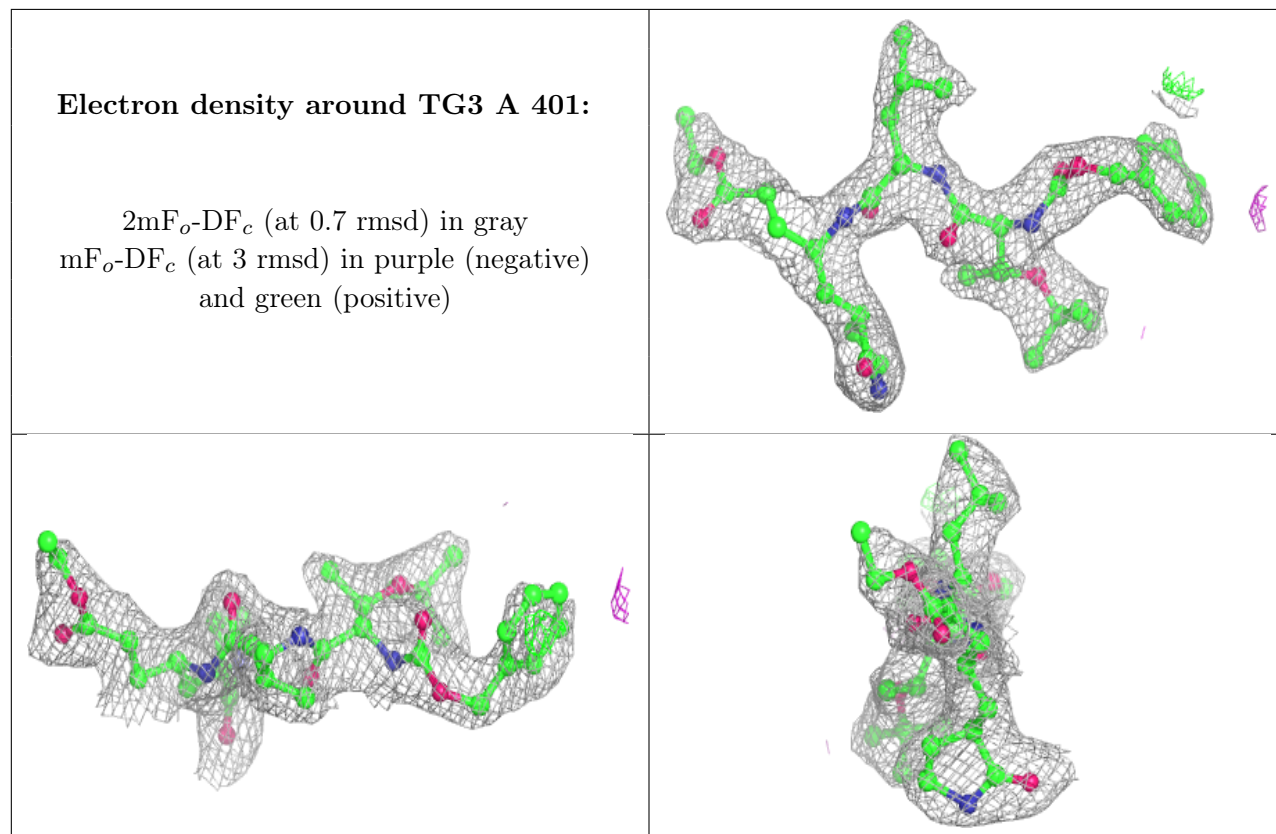 Electron density around TG3 A 401:
2mFo-DFc (at 0.7 rmsd) in gray
mFo-DFc (at 3 rmsd) in purple (negative)
and green (positive)